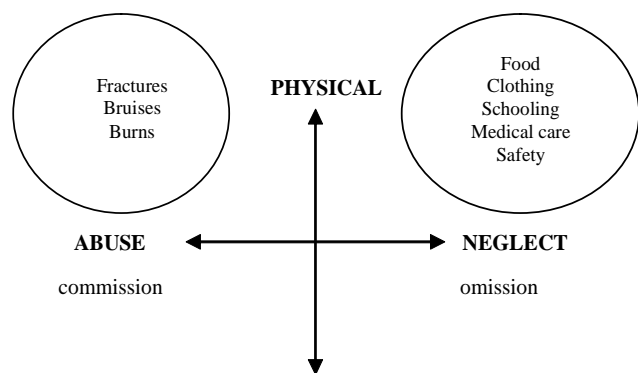 Fractures
Bruises
Burns
PHYSICAL
Food
Clothing
Schooling
Medical care
Safety
ABUSE
NEGLECT
commission
omission